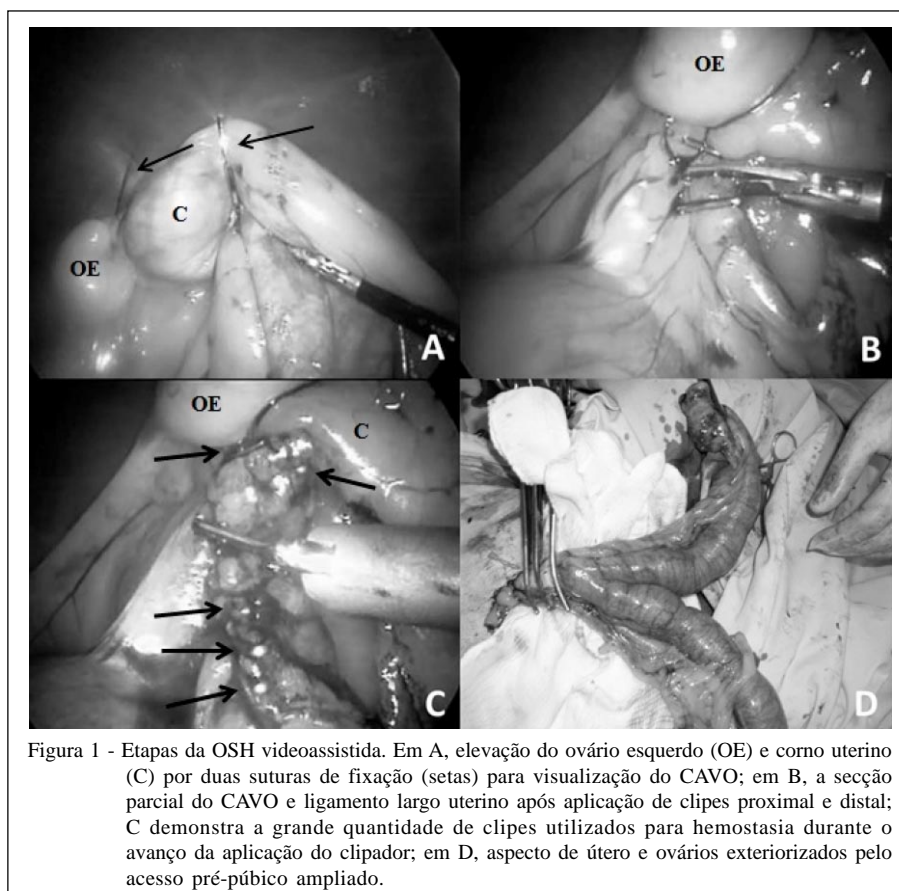 OE
C
OE
A
OE
B
OE
C
C
D
Figura 1 - Etapas da OSH videoassistida. Em A, elevação do ovário esquerdo (OE) e corno uterino
(C) por duas suturas de fixação (setas) para visualização do CAVO; em B, a secção
parcial do CAVO e ligamento largo uterino após aplicação de clipes proximal e distal;
C demonstra a grande quantidade de clipes utilizados para hemostasia durante o
avanço da aplicação do clipador; em D, aspecto de útero e ovários exteriorizados pelo
acesso pré-púbico ampliado.